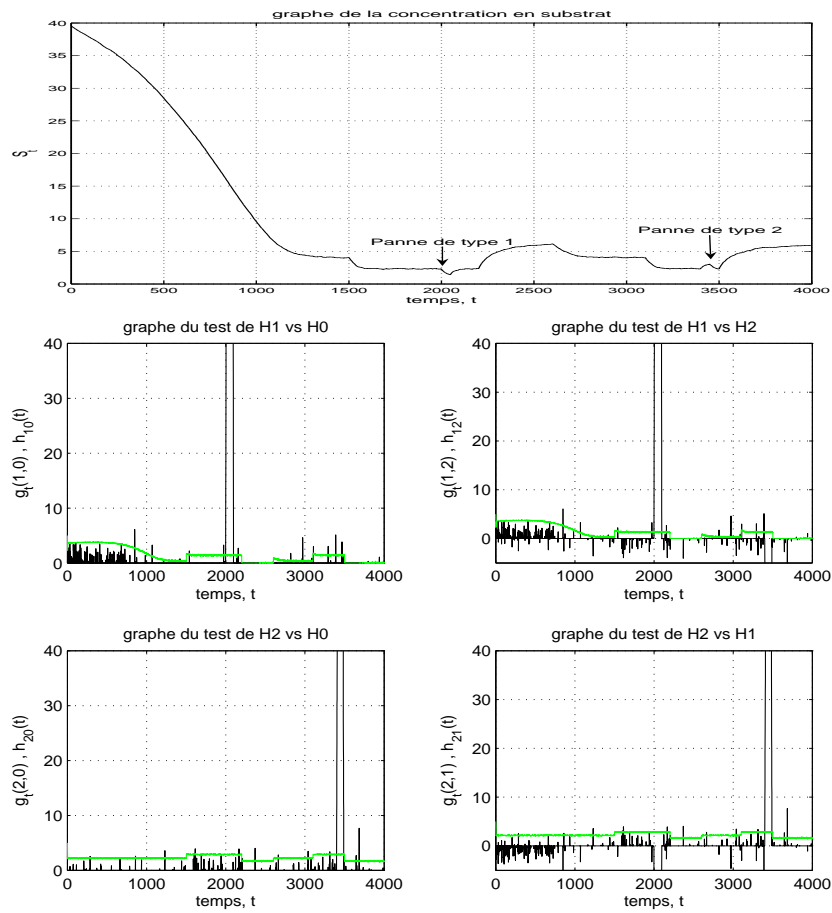 graphe de la concentration en substrat
40
35
30
25
20
15
10
5
0
S_t
Panne de type 1
Panne de type 2
0 500 1000 1500 2000 2500 3000 3500 4000
temps, t
graphe du test de H1 vs H0
40
30
20
10
0
g_t(1,0) , h_10(t)
0 1000 2000 3000 4000
temps, t
graphe du test de H1 vs H2
40
30
20
10
0
g_t(1,2) , h_12(t)
0 1000 2000 3000 4000
temps, t
graphe du test de H2 vs H0
40
30
20
10
0
g_t(2,0) , h_20(t)
0 1000 2000 3000 4000
temps, t
graphe du test de H2 vs H1
40
30
20
10
0
g_t(2,1) , h_21(t)
0 1000 2000 3000 4000
temps, t